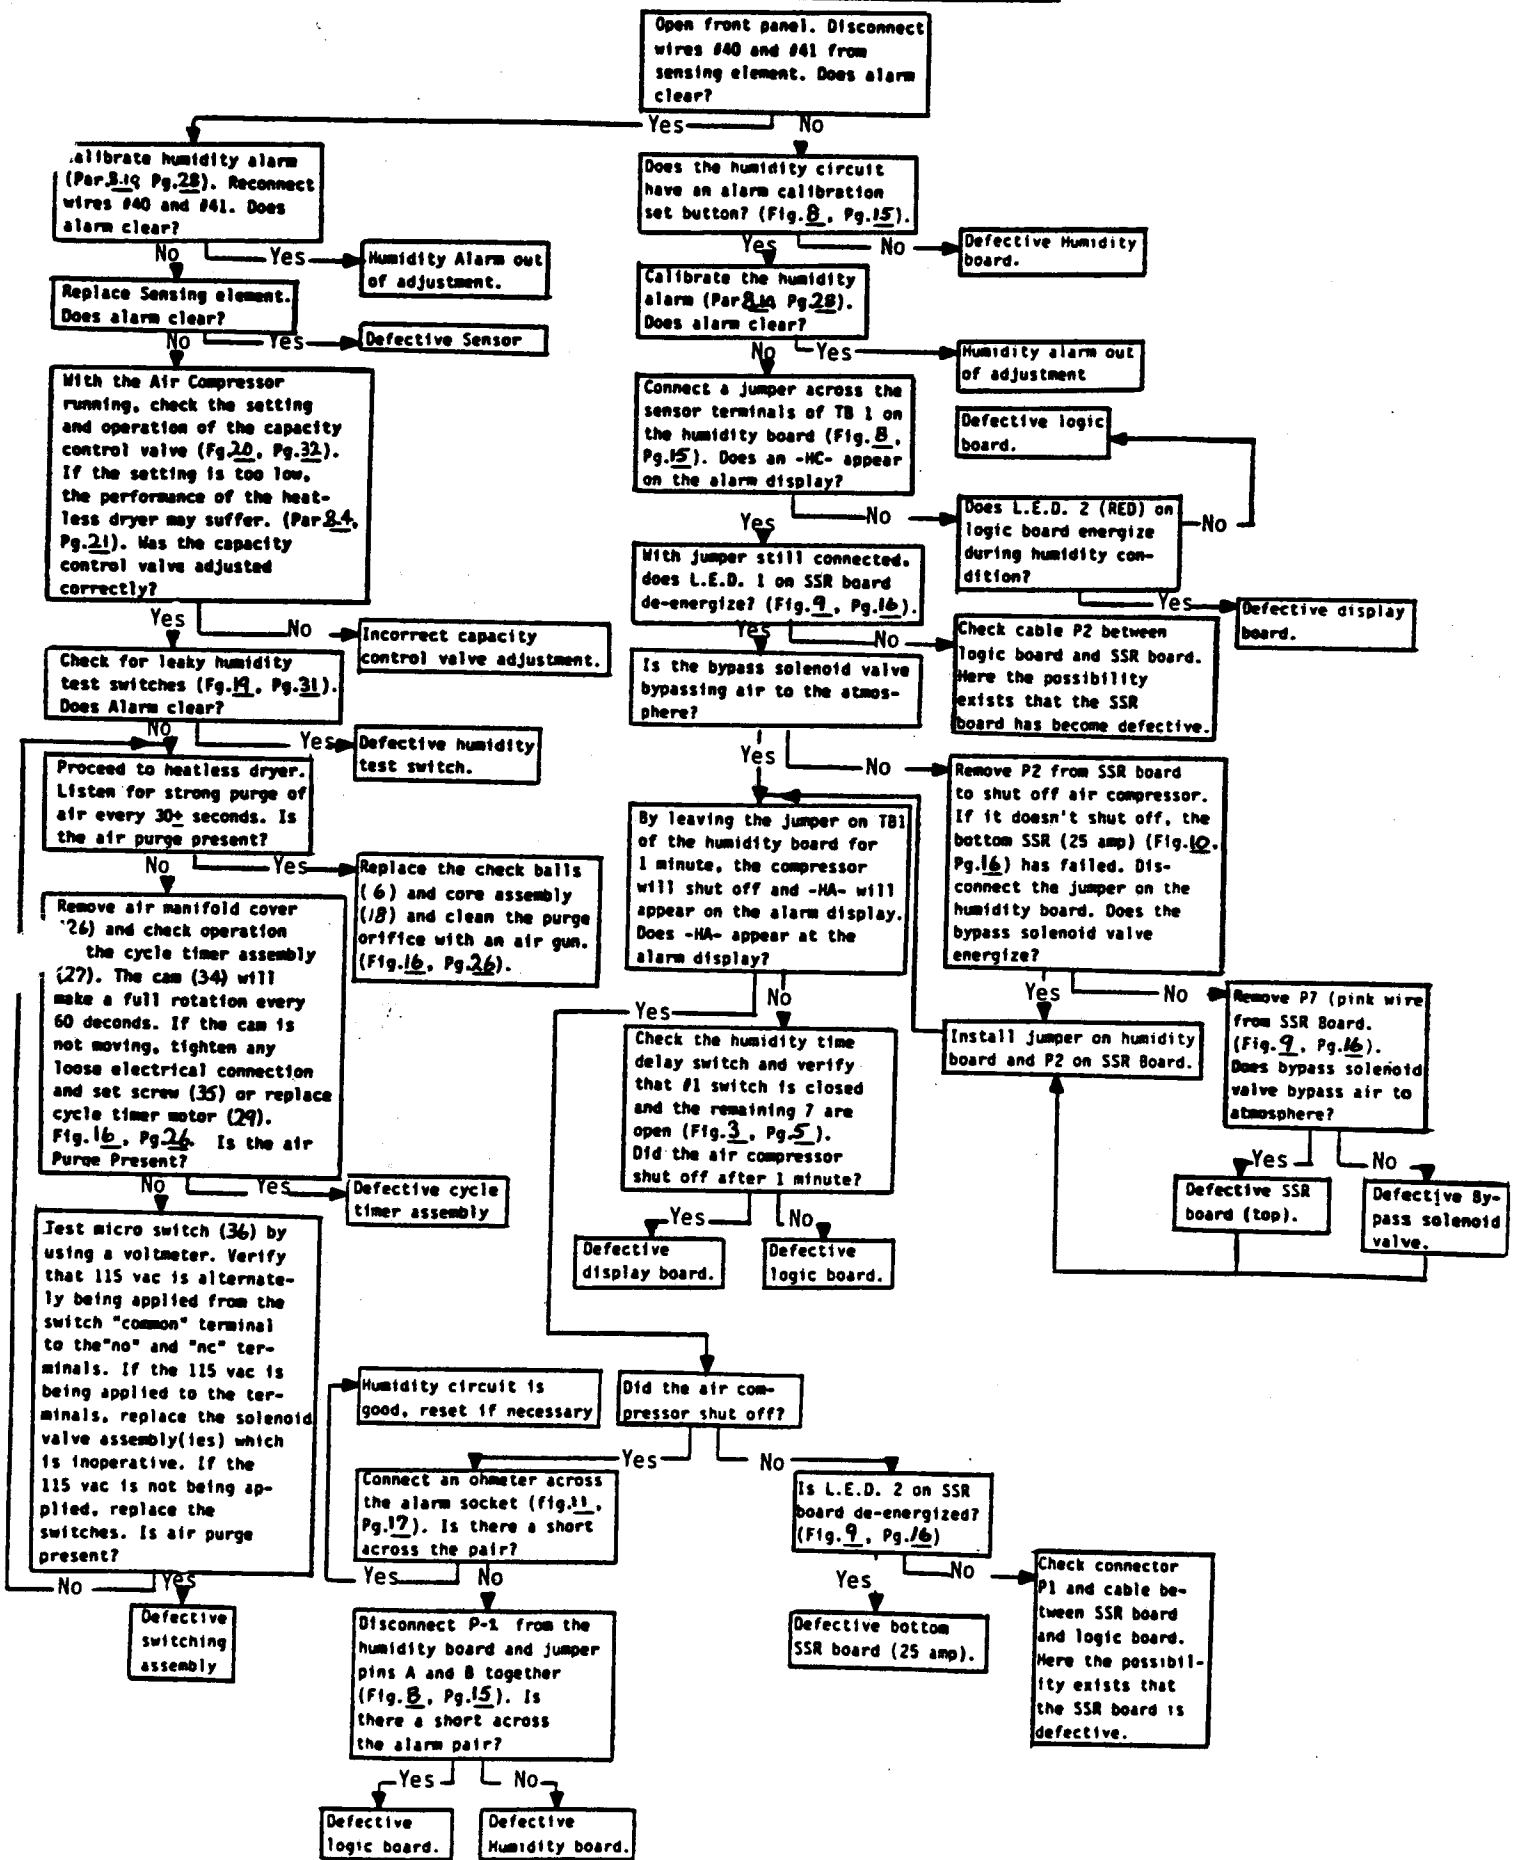 Open front panel. Disconnect
wires #40 and #41 from
sensing element. Does alarm
clear?
Yes
No
alibrate humidity alarm
(Par. Pg.28). Reconnect
wires #40 and #41. Does
alarm clear?
No
Yes
Humidity Alarm out
of adjustment.
Replace Sensing element.
Does alarm clear?
No
Yes
Defective Sensor
With the Air Compressor
running, check the setting
and operation of the capacity
control valve (Fg.20, Pg.32).
If the setting is too low,
the performance of the heat-
less dryer may suffer. (Par 8.4,
Pg.21). Was the capacity
control valve adjusted
correctly?
Yes
No
Incorrect capacity
control valve adjustment.
Check for leaky humidity
test switches (Fg.19, Pg.31).
Does Alarm clear?
No
Yes
Defective humidity
test switch.
Proceed to heatless dryer.
Listen for strong purge of
air every 30± seconds. Is
the air purge present?
No
Yes
Replace the check balls
(6) and core assembly
(18) and clean the purge
orifice with an air gun.
(Fig.16, Pg.26).
Remove air manifold cover
26) and check operation
the cycle timer assembly
(27). The cam (34) will
make a full rotation every
60 deconds. If the cam is
not moving, tighten any
loose electrical connection
and set screw (35) or replace
cycle timer motor (29).
Fig.16, Pg.26. Is the air
Purge Present?
No
Yes
Defective cycle
timer assembly
Test micro switch (36) by
using a voltmeter. Verify
that 115 vac is alternate-
ly being applied from the
switch "common" terminal
to the"no" and "nc" ter-
minals. If the 115 vac is
being applied to the ter-
minals, replace the solenoid
valve assembly(ies) which
is inoperative. If the
115 vac is not being ap-
plied, replace the
switches. Is air purge
present?
No
Yes
Defective
switching
assembly
Does the humidity circuit
have an alarm calibration
set button? (Fig.8, Pg.15).
Yes
No
Defective Humidity
board.
Calibrate the humidity
alarm (Par Pg.28).
Does alarm clear?
No
Yes
Humidity alarm out
of adjustment
Connect a jumper across the
sensor terminals of TB 1 on
the humidity board (Fig.8,
Pg.15). Does an -HC- appear
on the alarm display?
Yes
No
Does L.E.D. 2 (RED) on
logic board energize
during humidity con-
dition?
No
Defective logic
board.
Yes
Defective display
board.
With jumper still connected,
does L.E.D. 1 on SSR board
de-energize? (Fig.9, Pg.16).
Yes
No
Check cable P2 between
logic board and SSR board.
Here the possibility
exists that the SSR
board has become defective.
Is the bypass solenoid valve
bypassing air to the atmos-
phere?
Yes
No
Remove P2 from SSR board
to shut off air compressor.
If it doesn't shut off, the
bottom SSR (25 amp) (Fig.10,
Pg.16) has failed. Dis-
connect the jumper on the
humidity board. Does the
bypass solenoid valve
energize?
Yes
No
Install jumper on humidity
board and P2 on SSR Board.
Remove P7 (pink wire
from SSR Board.
(Fig.9, Pg.16).
Does bypass solenoid
valve bypass air to
atmosphere?
Yes
No
Defective SSR
board (top).
Defective By-
pass solenoid
valve.
By leaving the jumper on TB1
of the humidity board for
1 minute, the compressor
will shut off and -HA- will
appear on the alarm display.
Does -HA- appear at the
alarm display?
Yes
No
Check the humidity time
delay switch and verify
that #1 switch is closed
and the remaining 7 are
open (Fig.3, Pg.5).
Did the air compressor
shut off after 1 minute?
Yes
No
Defective
display board.
Defective
logic board.
Did the air com-
pressor shut off?
Yes
No
Humidity circuit is
good, reset if necessary
Connect an ohmeter across
the alarm socket (fig.11,
Pg.17). Is there a short
across the pair?
Yes
No
Is L.E.D. 2 on SSR
board de-energized?
(Fig.9, Pg.16)
Yes
No
Defective bottom
SSR board (25 amp).
Check connector
P1 and cable be-
tween SSR board
and logic board.
Here the possibil-
ity exists that
the SSR board is
defective.
Disconnect P-1 from the
humidity board and jumper
pins A and B together
(Fig.8, Pg.15). Is
there a short across
the alarm pair?
Yes
No
Defective
logic board.
Defective
Humidity board.